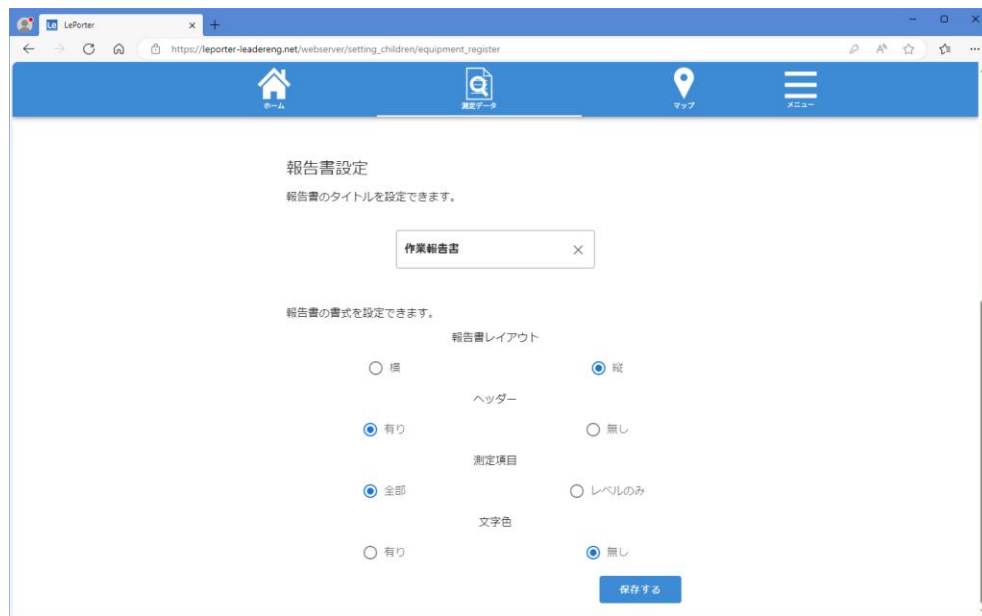 Le LePorter
https://leporter-leadereng.net/webserver/setting_children/equipment_register
ホーム 測定データ マップ メニュー
報告書設定
報告書のタイトルを設定できます。
作業報告書
報告書の書式を設定できます。
報告書レイアウト
横 縦
ヘッダー
有り 無し
測定項目
全部 レベルのみ
文字色
有り 無し
保存する